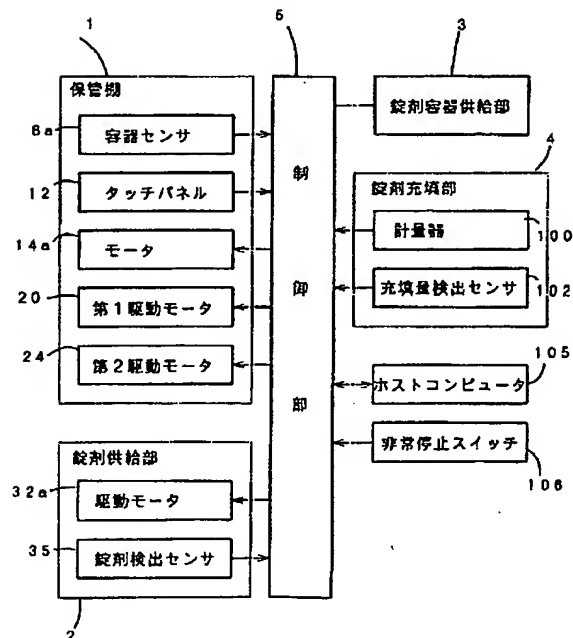 1
保管棚
8a
容器センサ
12
タッチパネル
14a
モータ
20
第1駆動モータ
24
第2駆動モータ
錠剤供給部
32a
駆動モータ
35
錠剤検出センサ
2
5
制御部
3
錠剤容器供給部
4
錠剤充填部
計量器
100
充填量検出センサ
102
ホストコンピュータ
105
非常停止スイッチ
106